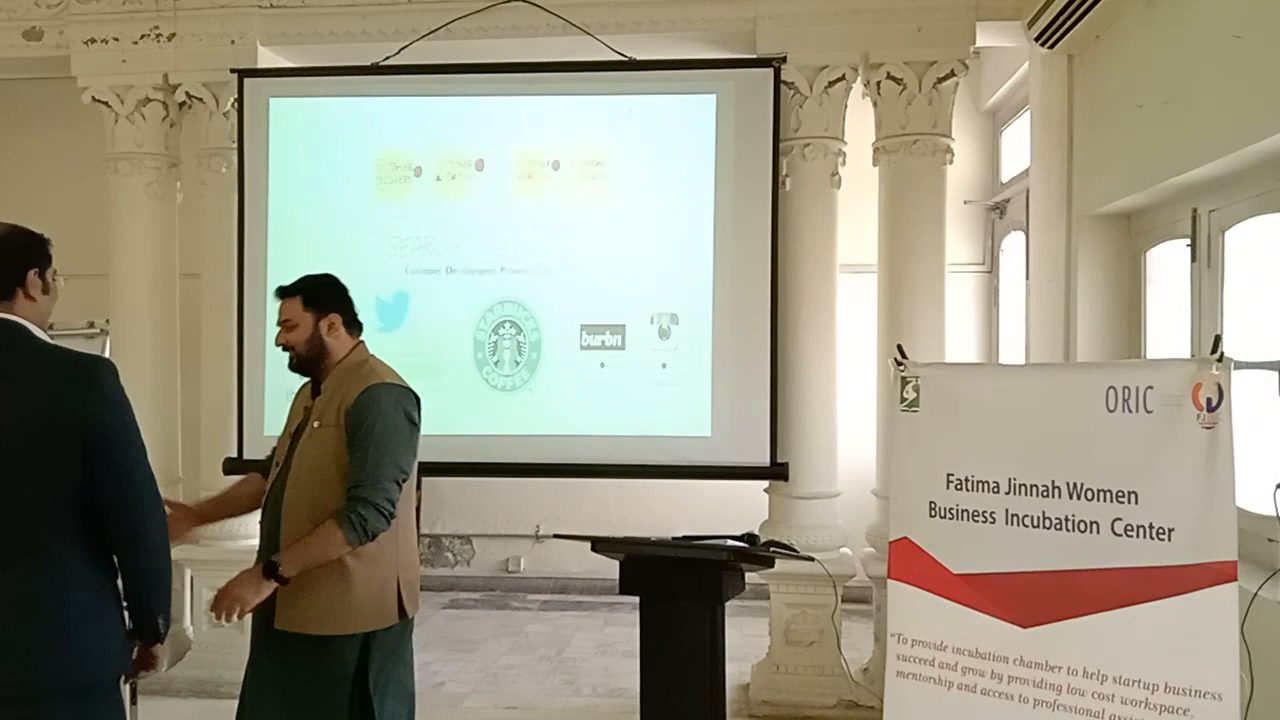 SEARCH
Customer Development Process
STARBUCKS
COFFEE
burbn
ORIC
Fatima Jinnah Women
Business Incubation Center
"To provide incubation chamber to help startup business
succeed and grow by providing low cost workspace,
mentorship and access to professional